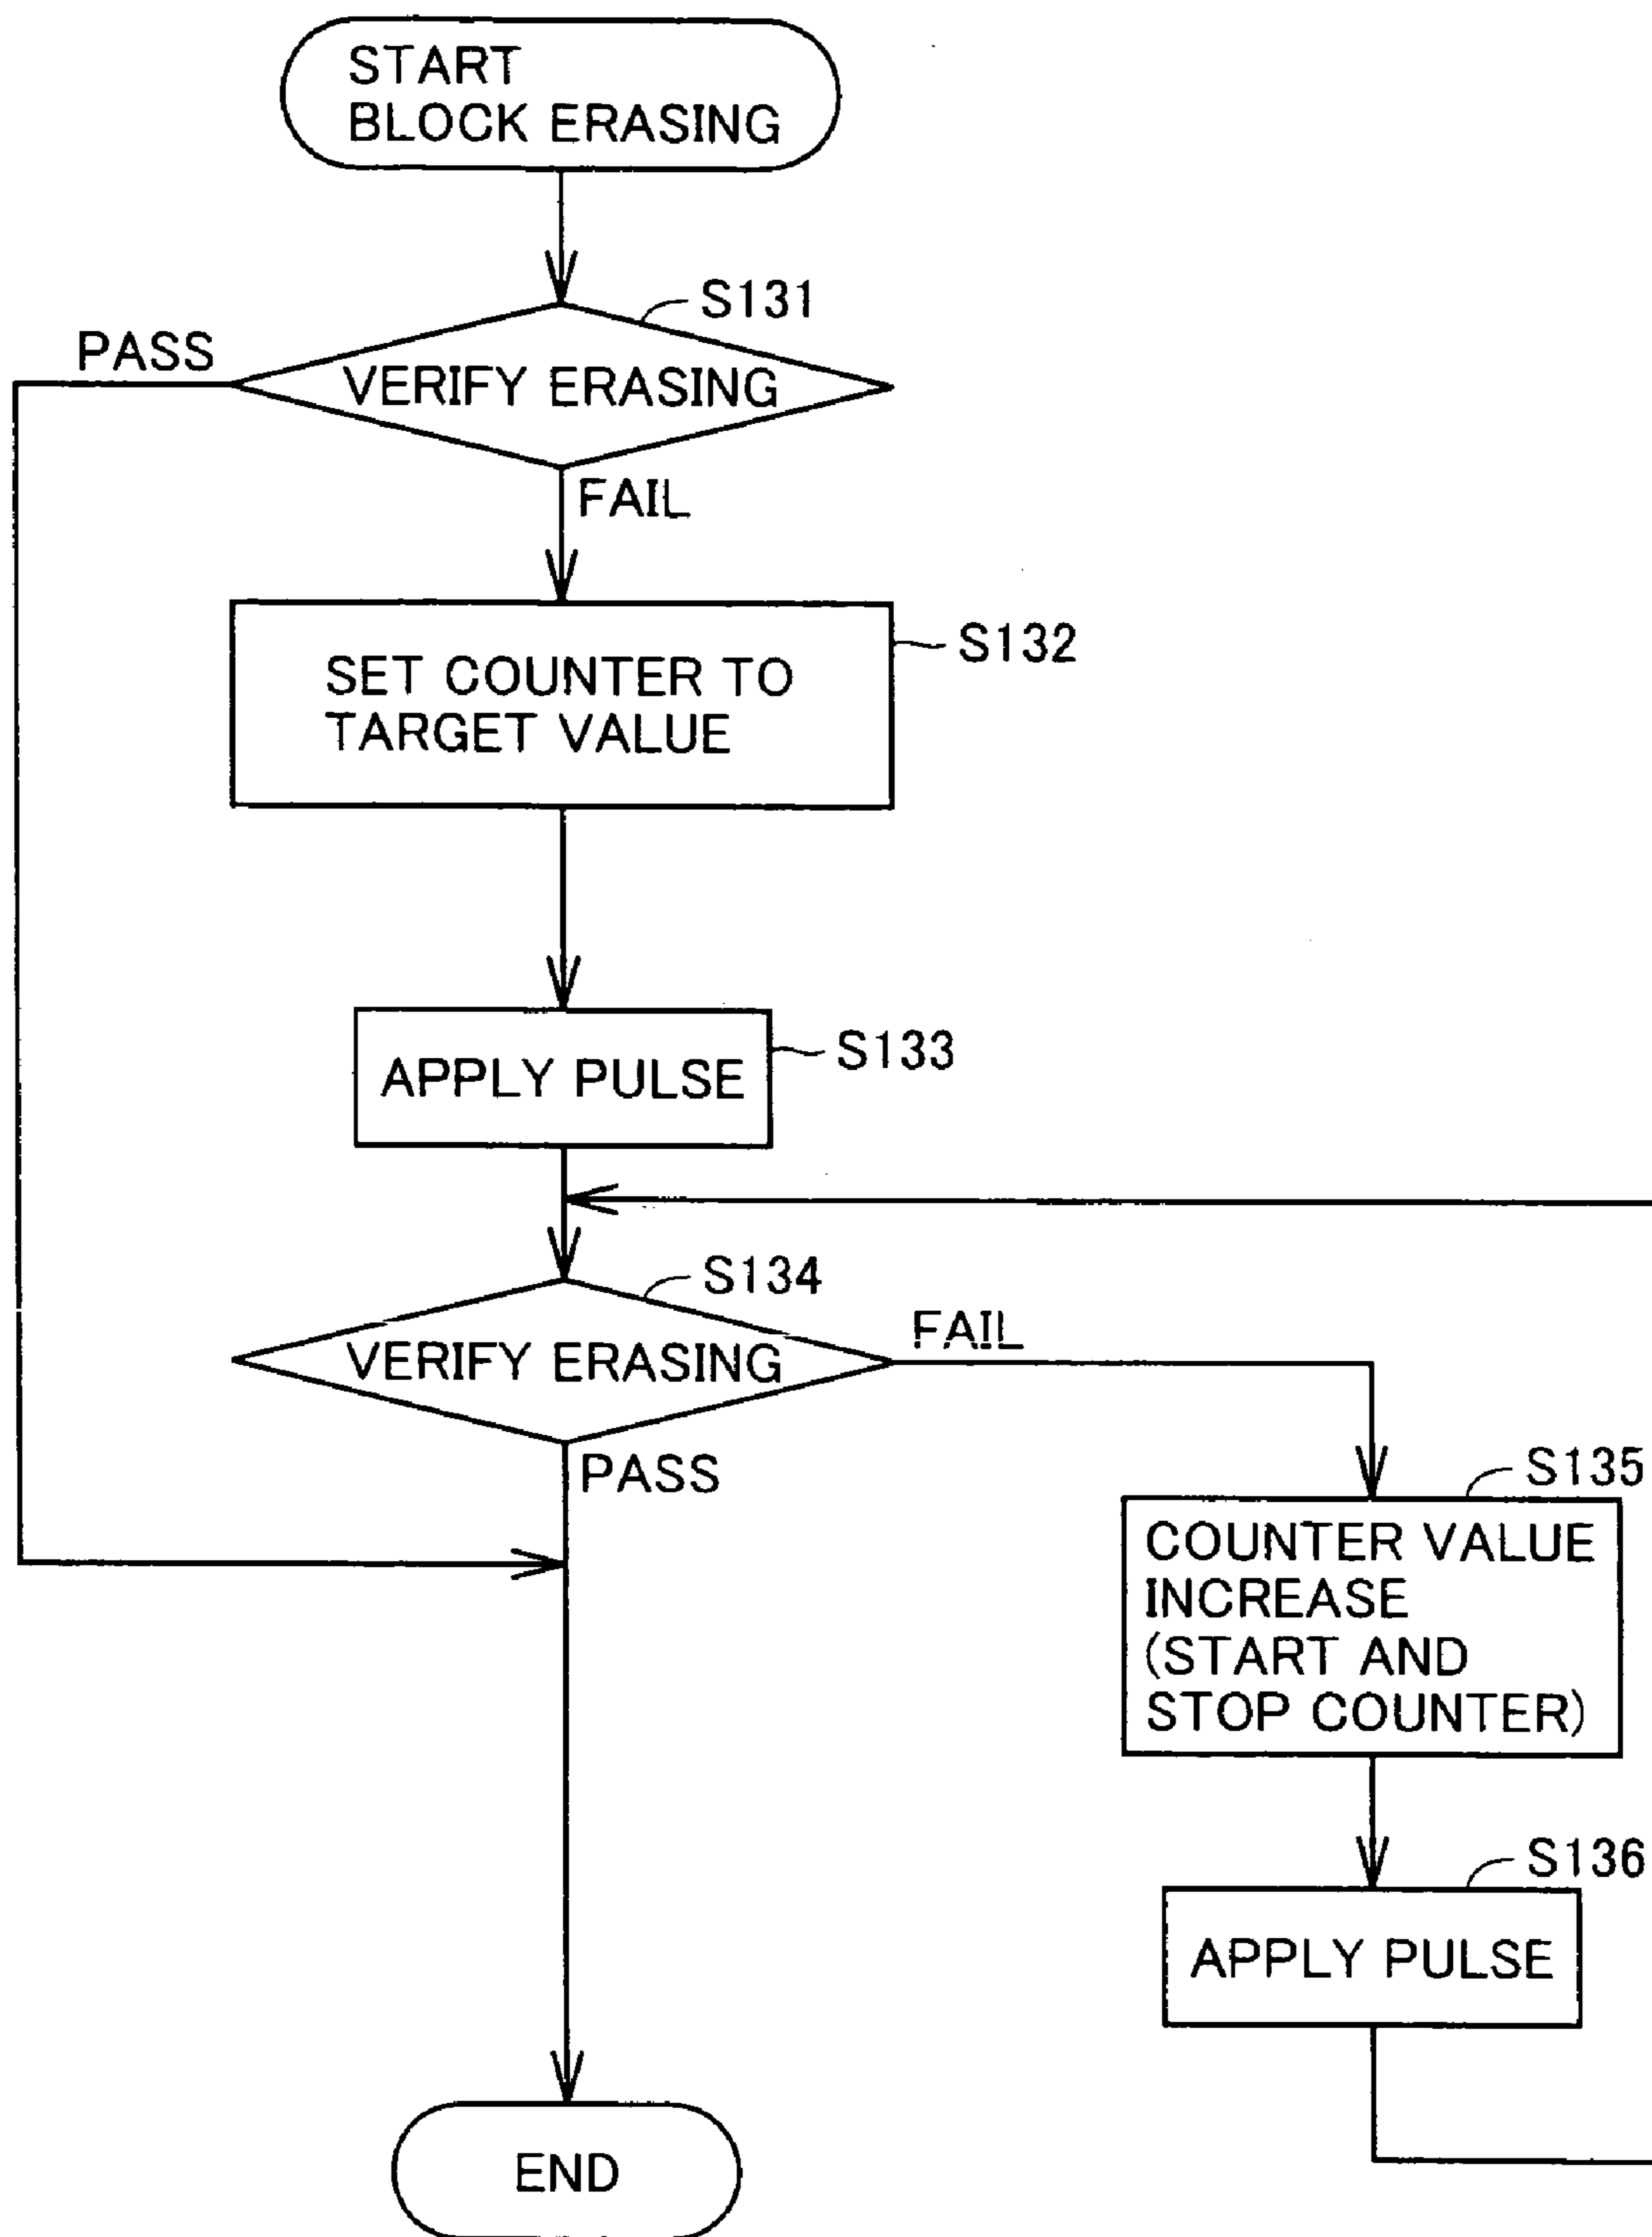 START
BLOCK ERASING
S131
PASS
VERIFY ERASING
FAIL
S132
SET COUNTER TO
TARGET VALUE
S133
APPLY PULSE
S134
FAIL
VERIFY ERASING
PASS
S135
COUNTER VALUE
INCREASE
(START AND
STOP COUNTER)
S136
APPLY PULSE
END